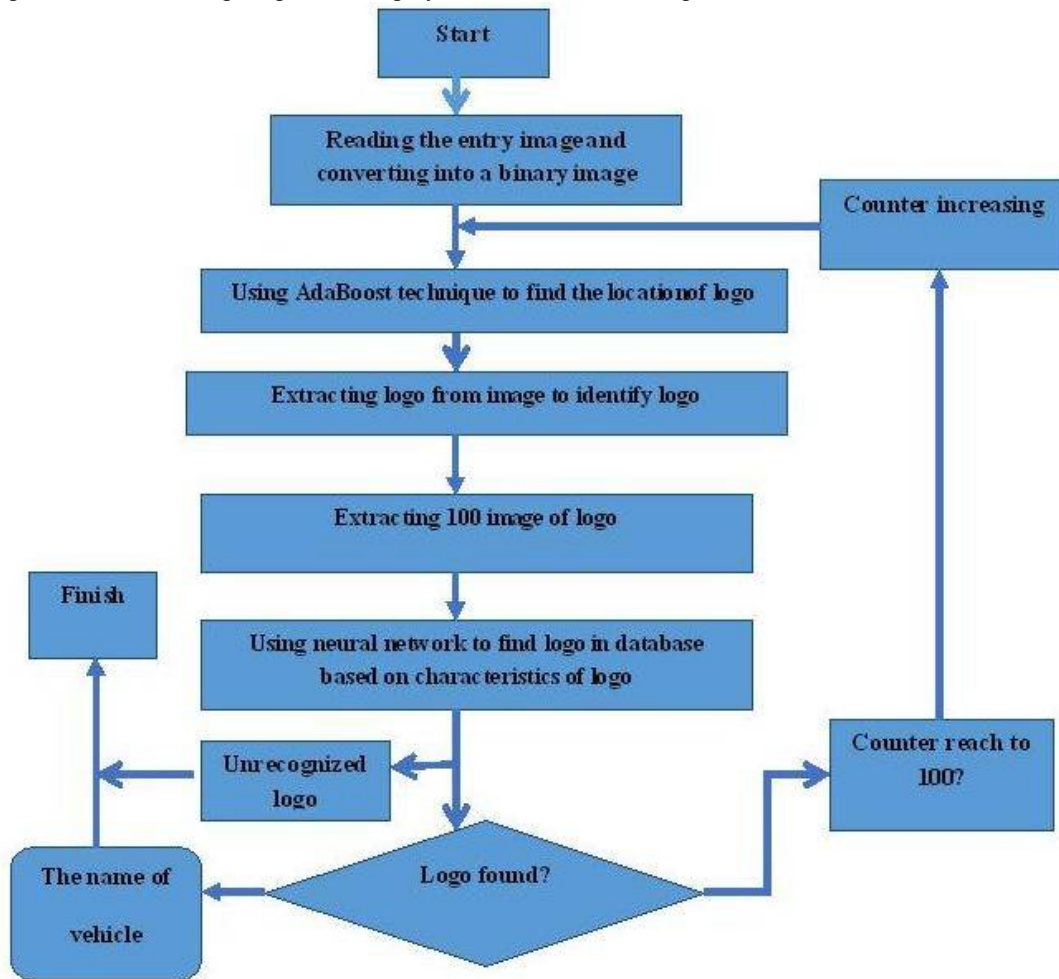 Start
Reading the entry image and
converting into a binary image
Counter increasing
Using AdaBoost technique to find the locationof logo
Extracting logo from image to identify logo
Extracting 100 image of logo
Finish
Using neural network to find logo in database
based on characteristics of logo
Unrecognized
logo
Counter reach to
100?
Logo found?
The name of
vehicle